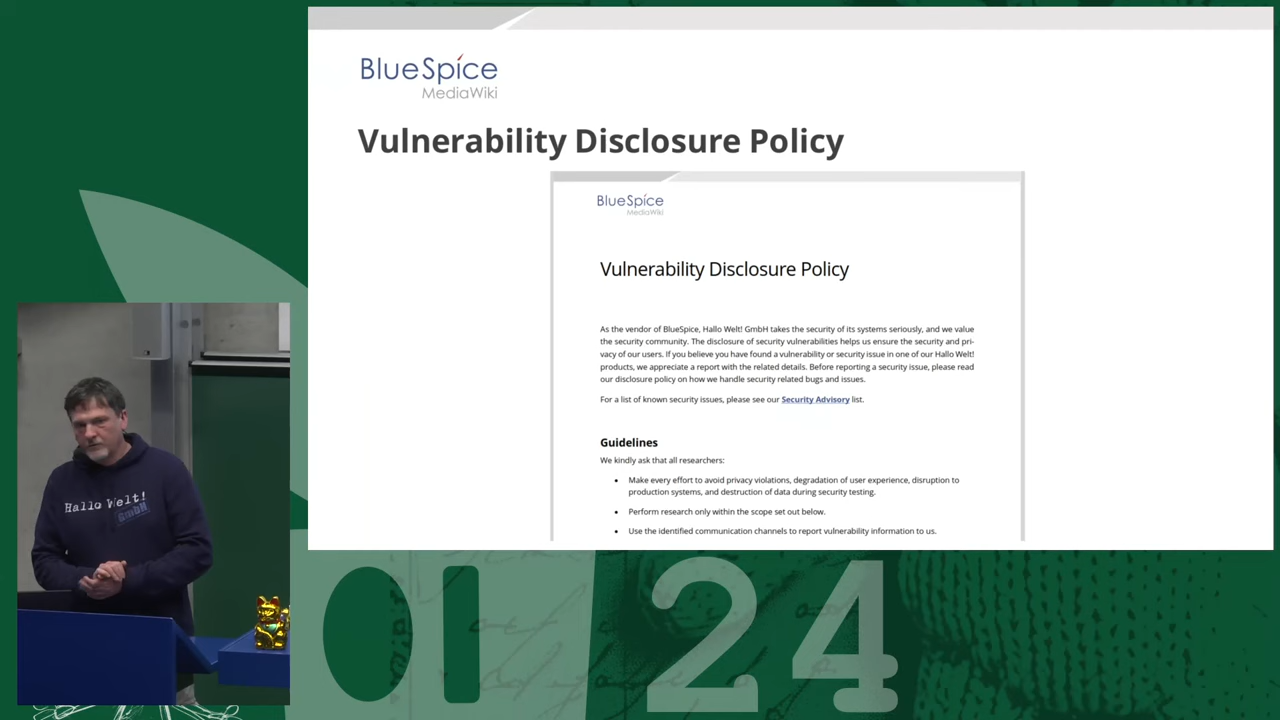 BlueSpice
MediaWiki
Vulnerability Disclosure Policy
BlueSpice
MediaWiki
Vulnerability Disclosure Policy
As the vendor of BlueSpice, Hallo Welt! GmbH takes the security of its systems seriously, and we value
the security community. The disclosure of security vulnerabilities helps us ensure the security and pri-
vacy of our users. If you believe you have found a vulnerability or security issue in one of our Hallo Welt!
products, we appreciate a report with the related details. Before reporting a security issue, please read
our disclosure policy on how we handle security related bugs and issues.
For a list of known security issues, please see our Security Advisory list.
Guidelines
We kindly ask that all researchers:
• Make every effort to avoid privacy violations, degradation of user experience, disruption to
production systems, and destruction of data during security testing.
• Perform research only within the scope set out below.
• Use the identified communication channels to report vulnerability information to us.
Hallo Welt!
GmbH
24